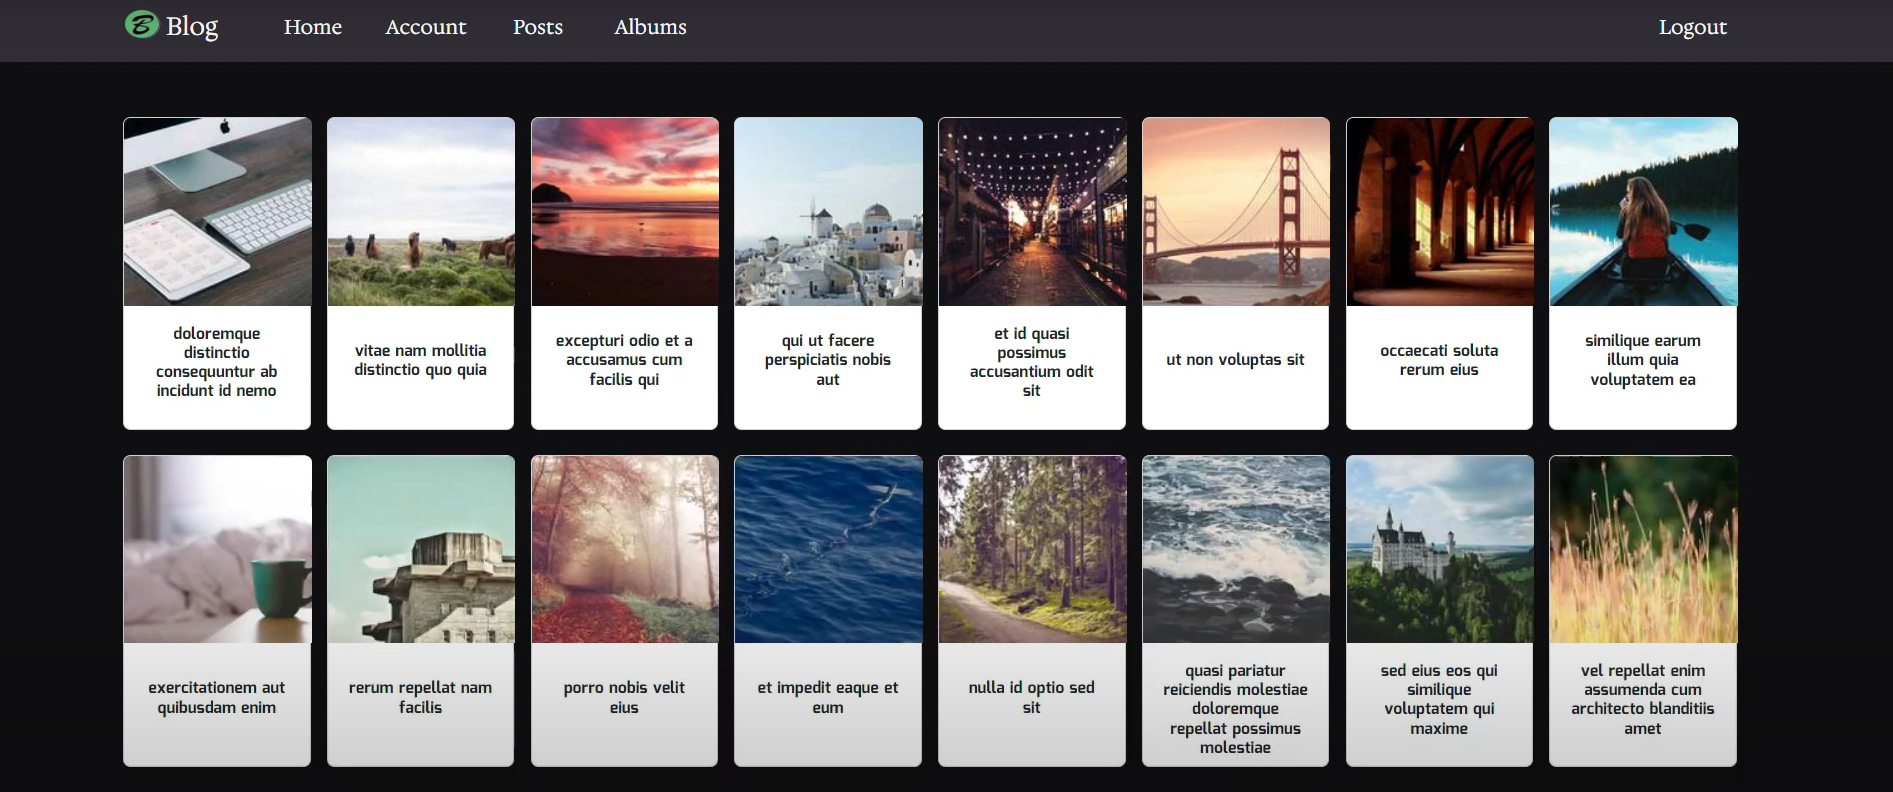 B Blog Home Account Posts Albums Logout
doloremque
distinctio
consequuntur ab
incidunt id nemo
vitae nam mollitia
distinctio quo quia
excepturi odio et a
accusamus cum
facilis qui
qui ut facere
perspiciatis nobis
aut
et id quasi
possimus
accusantium odit
sit
ut non voluptas sit
occaecati soluta
rerum eius
similique earum
illum quia
voluptatem ea
exercitationem aut
quibusdam enim
rerum repellat nam
facilis
porro nobis velit
eius
et impedit eaque et
eum
nulla id optio sed
sit
quasi pariatur
reiciendis molestiae
doloremque
repellat possimus
molestiae
sed eius eos qui
similique
voluptatem qui
maxime
vel repellat enim
assumenda cum
architecto blanditiis
amet